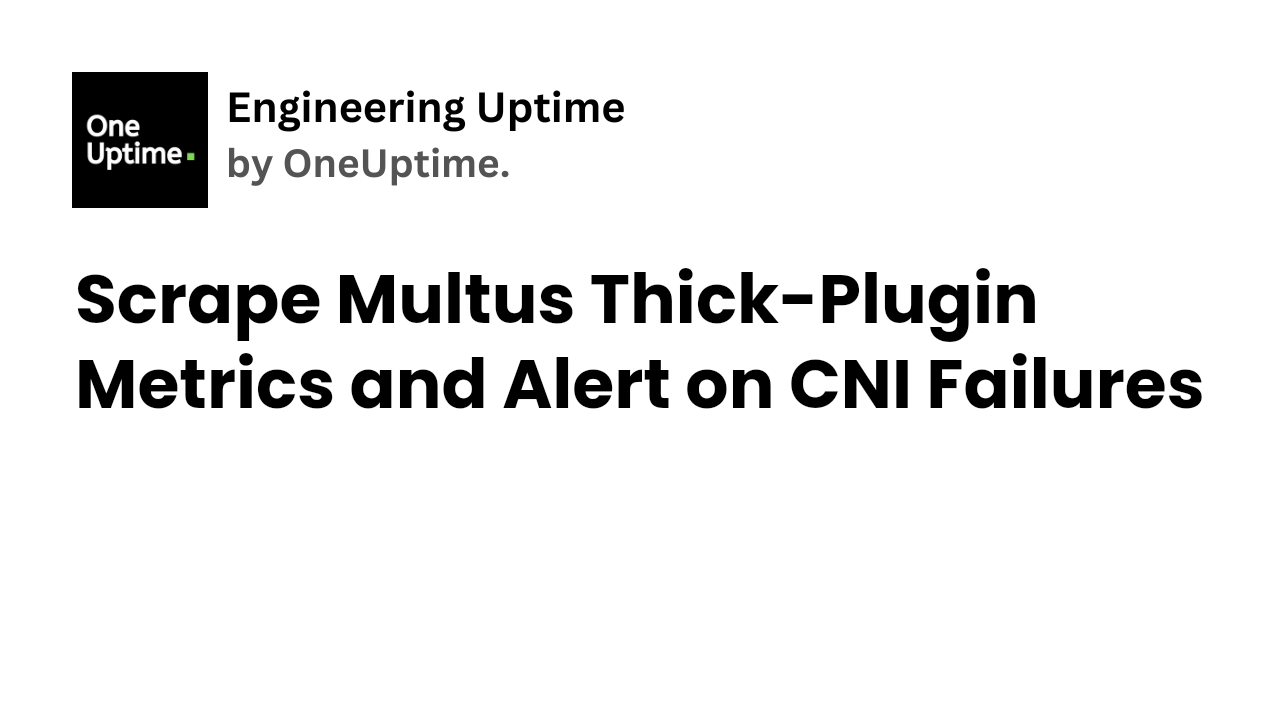 One
Uptime
Engineering Uptime
by OneUptime.
Scrape Multus Thick-Plugin
Metrics and Alert on CNI Failures